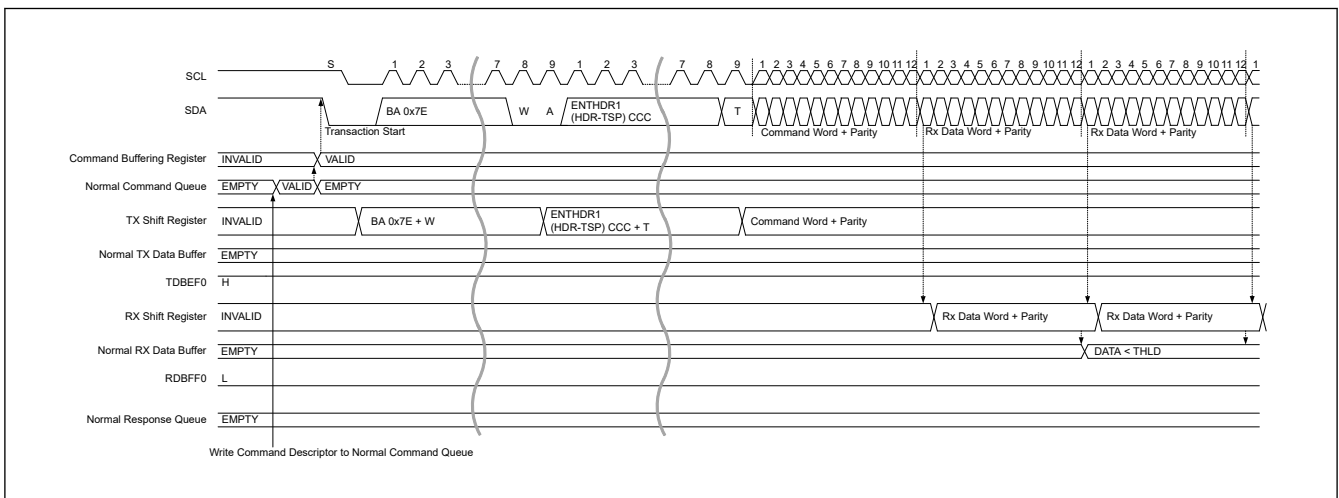 S 1 2 3 7 8 9 1 2 3 7 8 9 1 2 3 4 5 6 7 8 9 10 11 12 1 2 3 4 5 6 7 8 9 10 11 12 1 2 3 4 5 6 7 8 9 10 11 12 1
SCL
SDA BA 0x7E W A ENTHDR1 T
(HDR-TSP) CCC
Transaction Start Command Word + Parity Rx Data Word + Parity Rx Data Word + Parity
Command Buffering Register INVALID VALID
Normal Command Queue EMPTY VALID EMPTY
TX Shift Register INVALID BA 0x7E + W ENTHDR1 Command Word + Parity
(HDR-TSP) CCC + T
Normal TX Data Buffer EMPTY
TDBEF0 H
RX Shift Register INVALID Rx Data Word + Parity Rx Data Word + Parity
Normal RX Data Buffer EMPTY DATA < THLD
RDBFF0 L
Normal Response Queue EMPTY
Write Command Descriptor to Normal Command Queue